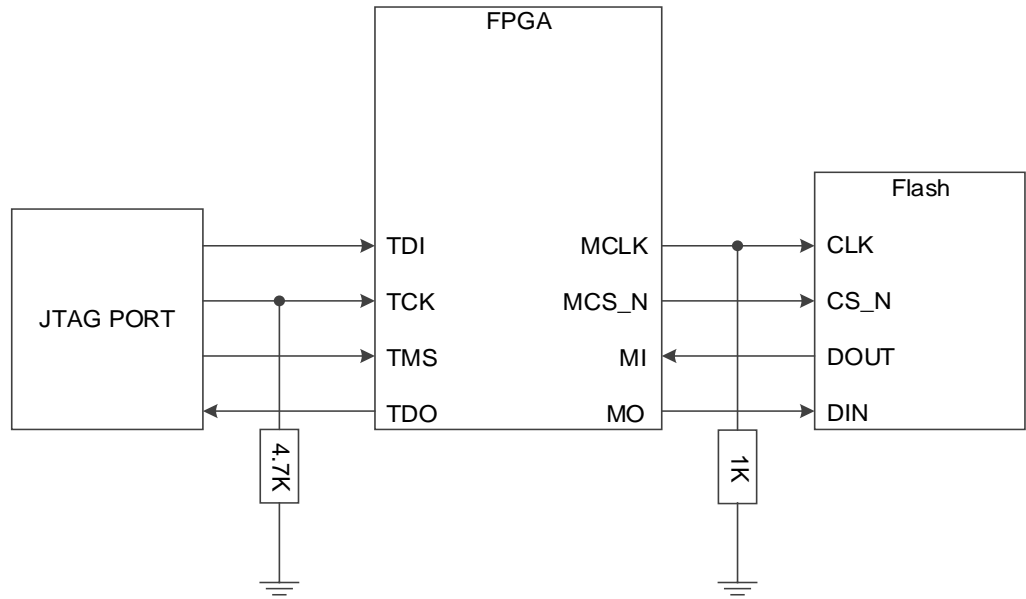 FPGA
Flash
JTAG PORT
TDI
TCK
TMS
TDO
MCLK
MCS_N
MI
MO
CLK
CS_N
DOUT
DIN
4.7K
1K